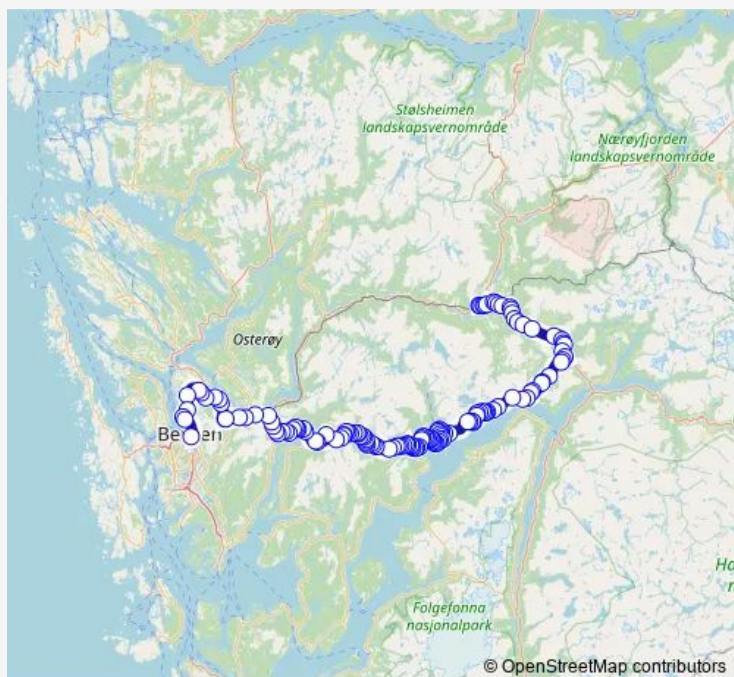 Stølsheimen
landskapsvernområde
Nærøyfjorden
landskapsvernområde
Osterøy
Folgefonna
nasjonalpark
© OpenStreetMap contributors